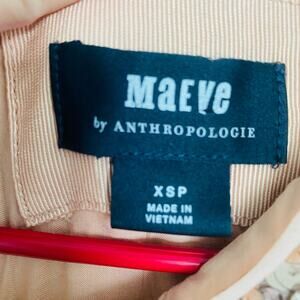 Maeve
by ANTHROPOLOGIE
XSP
MADE IN
VIETNAM